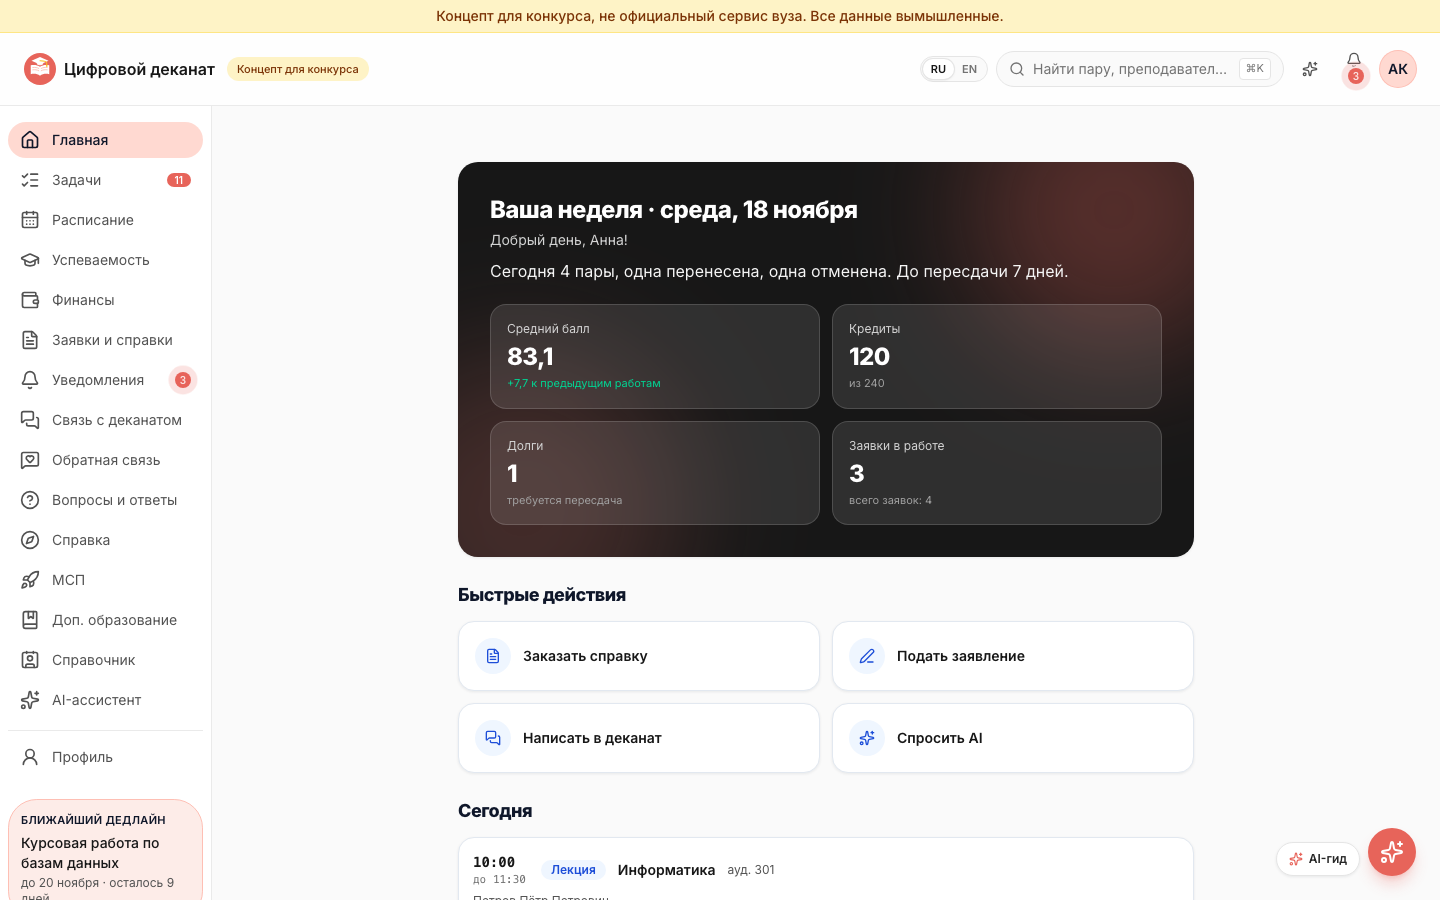 Концепт для конкурса, не официальный сервис вуза. Все данные вымышленные.
Цифровой деканат
Концепт для конкурса
RU EN
Найти пару, преподавател... ⌘K
3
АК
Главная
Задачи 11
Расписание
Успеваемость
Финансы
Заявки и справки
Уведомления 3
Связь с деканатом
Обратная связь
Вопросы и ответы
Справка
МСП
Доп. образование
Справочник
AI-ассистент
Профиль
БЛИЖАЙШИЙ ДЕДЛАЙН
Курсовая работа по
базам данных
до 20 ноября · осталось 9
дней
Ваша неделя · среда, 18 ноября
Добрый день, Анна!
Сегодня 4 пары, одна перенесена, одна отменена. До пересдачи 7 дней.
Средний балл
83,1
+7,7 к предыдущим работам
Кредиты
120
из 240
Долги
1
требуется пересдача
Заявки в работе
3
всего заявок: 4
Быстрые действия
Заказать справку
Подать заявление
Написать в деканат
Спросить AI
Сегодня
10:00
до 11:30
Лекция Информатика ауд. 301
Петров Пётр Петрович
AI-гид